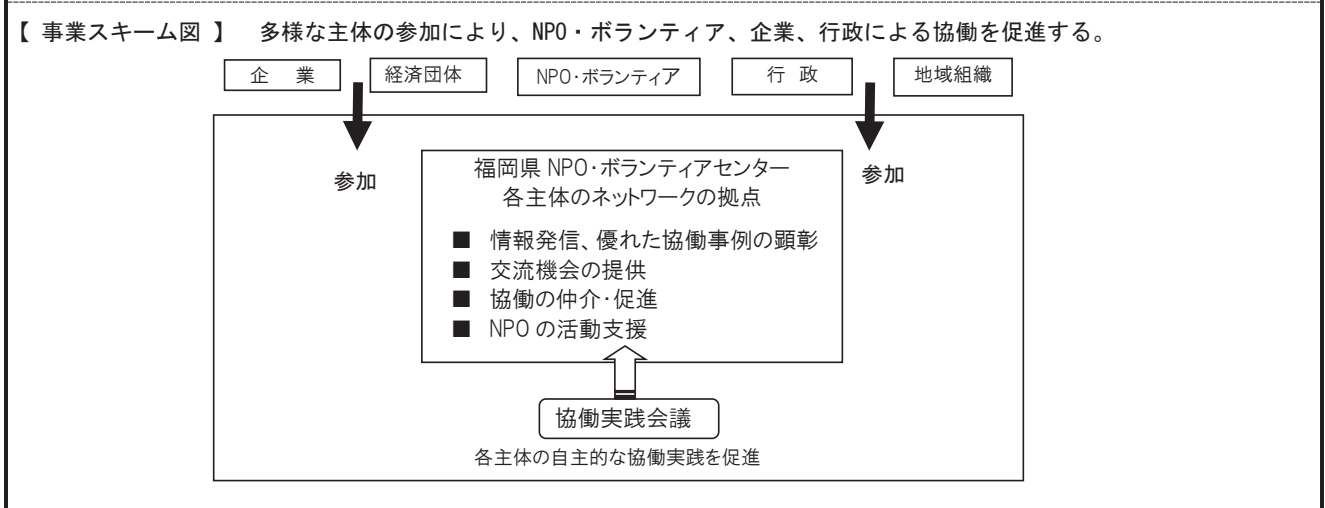 【 事業スキーム図 】　多様な主体の参加により、NPO・ボランティア、企業、行政による協働を促進する。
企　業　経済団体　NPO・ボランティア　行 政　地域組織
参加
福岡県 NPO・ボランティアセンター
各主体のネットワークの拠点
■ 情報発信、優れた協働事例の顕彰
■ 交流機会の提供
■ 協働の仲介・促進
■ NPO の活動支援
参加
協働実践会議
各主体の自主的な協働実践を促進